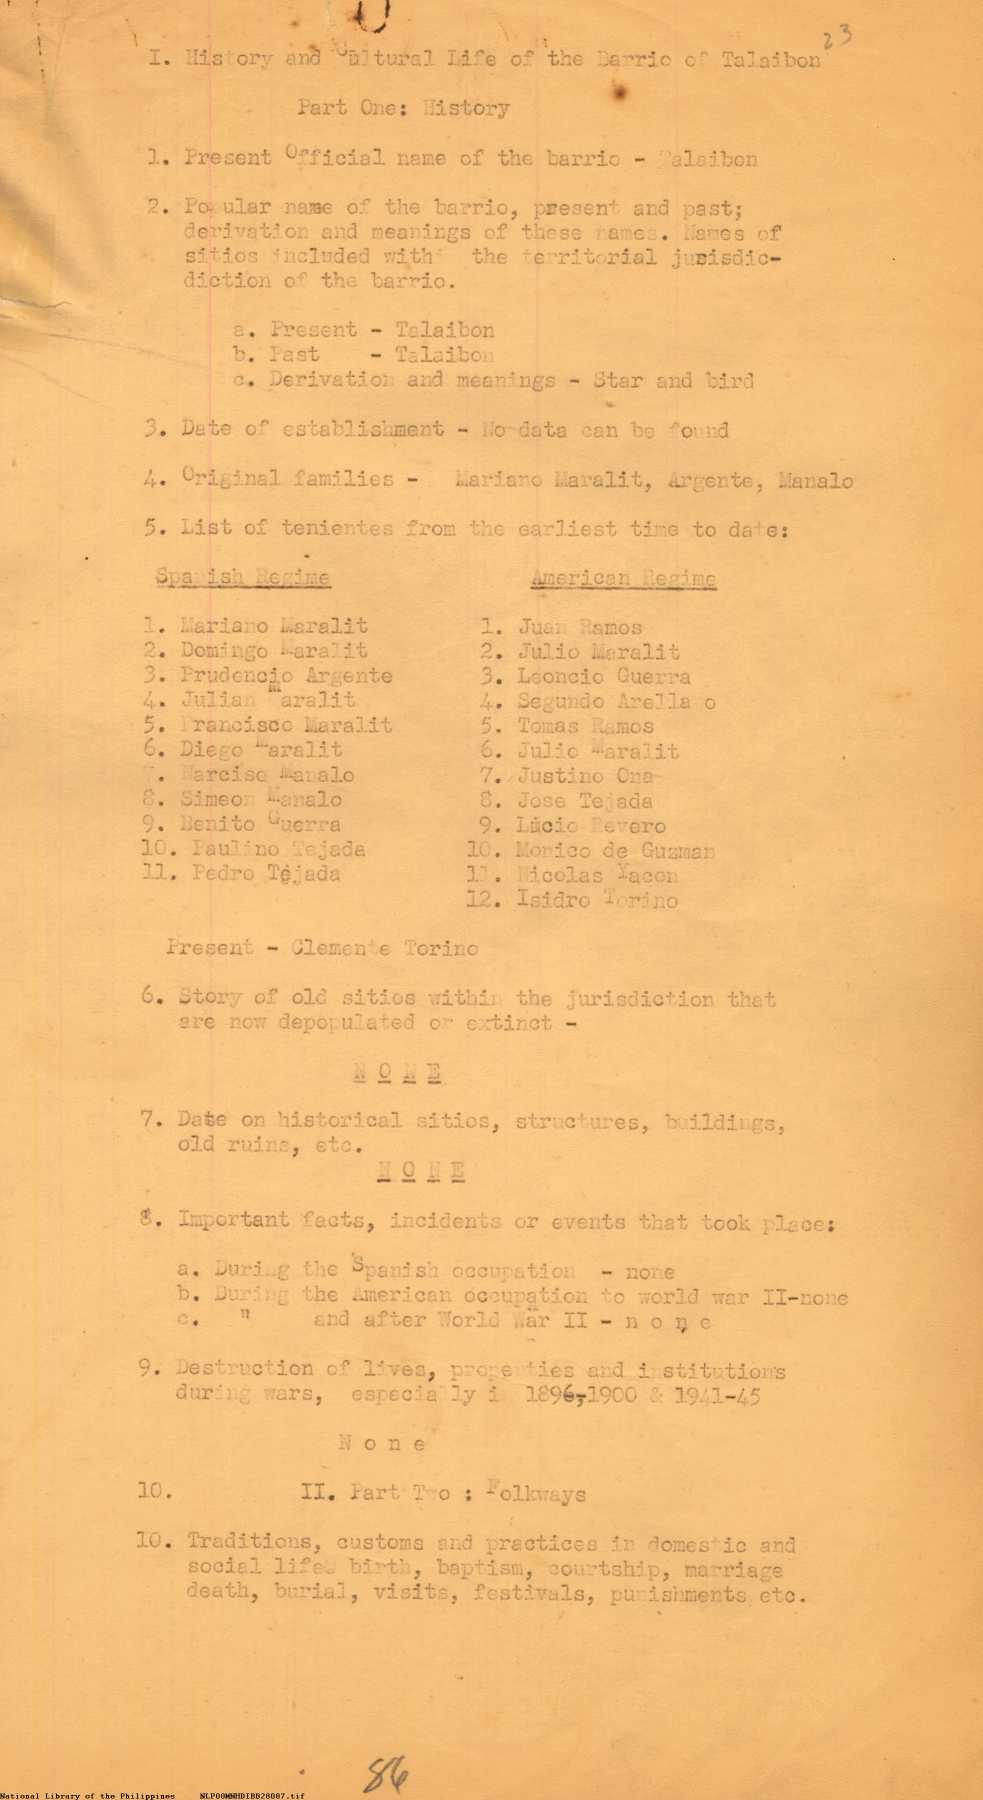 23
I. History and Cultural Life of the Barrio of Talaibon
Part One: History
1. Present Official name of the barrio - Talaibon
2. Popular name of the barrio, present and past;
derivation and meanings of these names. Names of
sitios included within the territorial jurisdic-
diction of the barrio.
a. Present - Talaibon
b. Past - Talaibon
c. Derivation and meanings - Star and bird
3. Date of establishment - No data can be found
4. Original families - Mariano Maralit, Argente, Manalo
5. List of tenientes from the earliest time to date:
Spanish Regime
1. Mariano Maralit
2. Domingo Maralit
3. Prudencio Argente
4. Julian Maralit
5. Francisco Maralit
6. Diego Maralit
7. Narciso Manalo
8. Simeon Manalo
9. Benito Guerra
10. Paulino Tejada
11. Pedro Tejada
American Regime
1. Juan Ramos
2. Julio Maralit
3. Leoncio Guerra
4. Segundo Arellano
5. Tomas Ramos
6. Julio Maralit
7. Justino Ona
8. Jose Tejada
9. Lucio Revero
10. Monico de Guzman
11. Nicolas Yacon
12. Isidro Torino
Present - Clemente Torino
6. Story of old sitios within the jurisdiction that
are now depopulated or extinct -
N O N E
7. Date on historical sitios, structures, buildings,
old ruins, etc.
N O N E
8. Important facts, incidents or events that took place:
a. During the Spanish occupation - none
b. During the American occupation to world war II-none
c. " and after World War II - n o n e
9. Destruction of lives, properties and institutions
during wars, especially in 1896-1900 & 1941-45
N o n e
10. II. Part Two : Folkways
10. Traditions, customs and practices in domestic and
social life birth, baptism, courtship, marriage
death, burial, visits, festivals, punishments etc.
86
National Library of the Philippines NLPO0MNHDIBB28087.tif